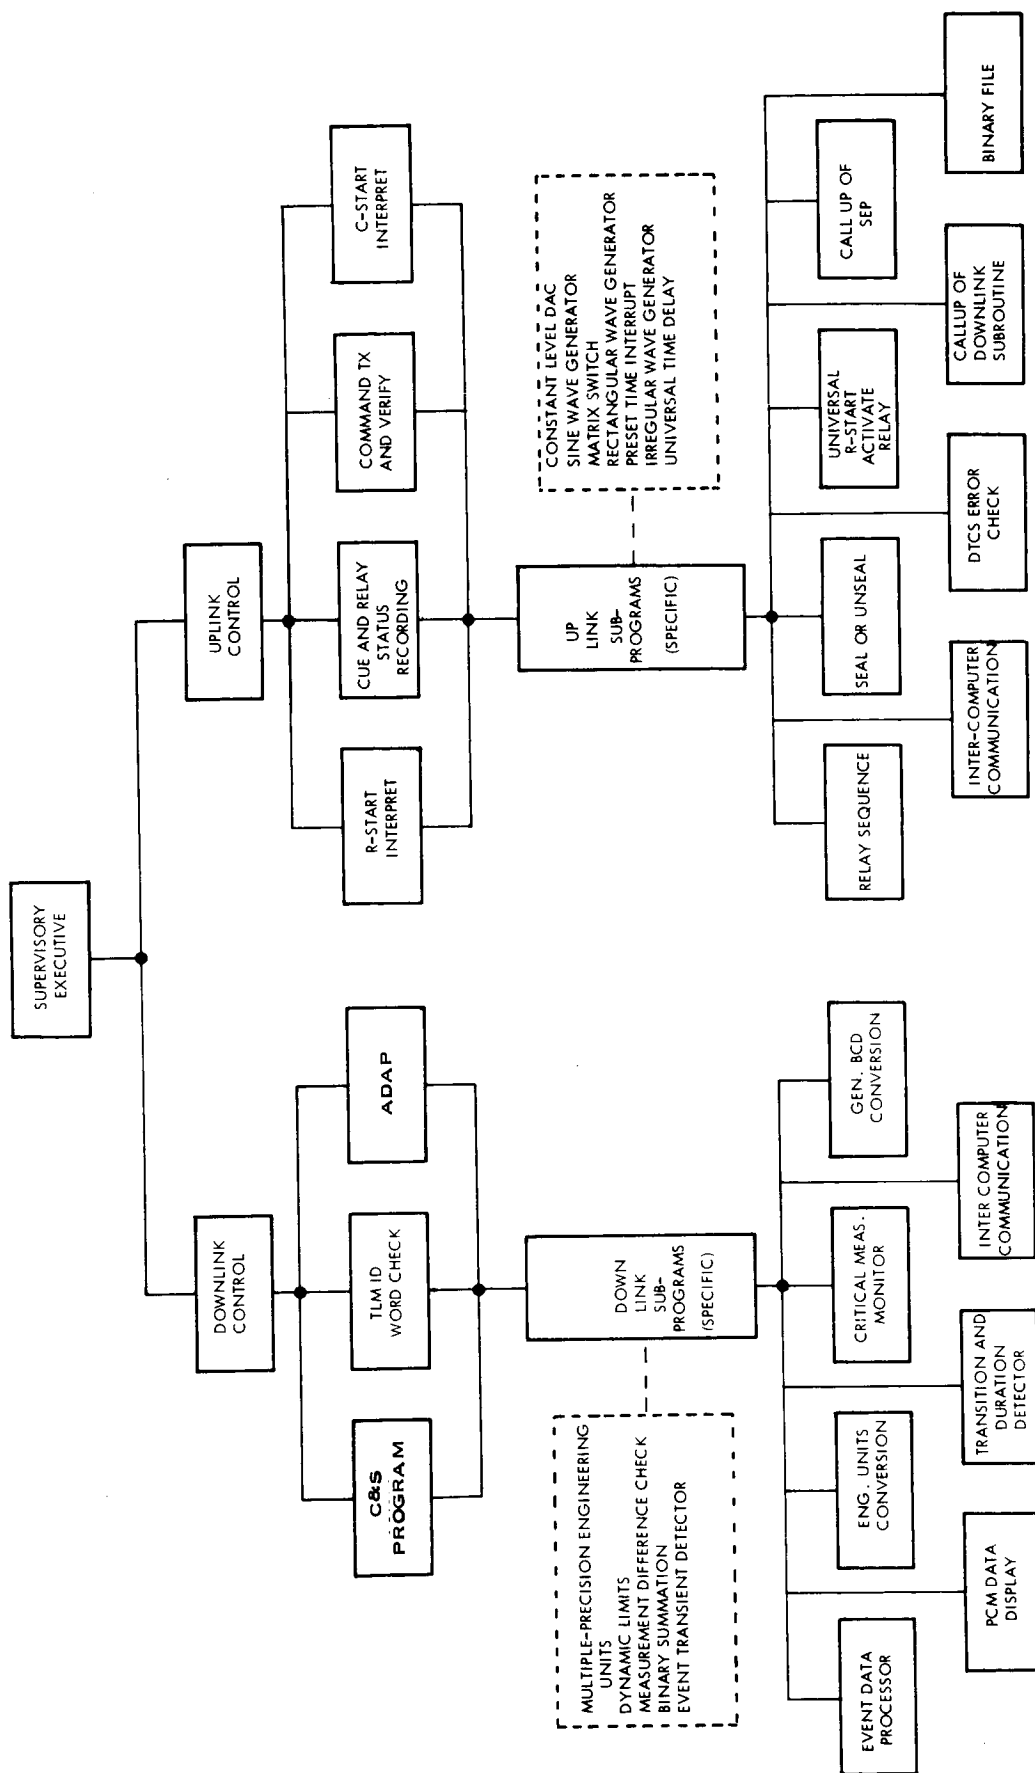 SUPERVISORY
EXECUTIVE
DOWNLINK
CONTROL
UPLINK
CONTROL
C&S
PROGRAM
TLM ID
WORD CHECK
ADAP
R-START
INTERPRET
CUE AND RELAY
STATUS
RECORDING
COMMAND TX
AND VERIFY
C-START
INTERPRET
MULTIPLE-PRECISION ENGINEERING
UNITS
DYNAMIC LIMITS
MEASUREMENT DIFFERENCE CHECK
BINARY SUMMATION
EVENT TRANSIENT DETECTOR
DOWN
LINK
SUB-
PROGRAMS
(SPECIFIC)
UP
LINK
SUB-
PROGRAMS
(SPECIFIC)
CONSTANT LEVEL DAC
SINE WAVE GENERATOR
MATRIX SWITCH
RECTANGULAR WAVE GENERATOR
PRESET TIME INTERRUPT
IRREGULAR WAVE GENERATOR
UNIVERSAL TIME DELAY
EVENT DATA
PROCESSOR
PCM DATA
DISPLAY
ENG. UNITS
CONVERSION
TRANSITION AND
DURATION
DETECTOR
CRITICAL MEAS.
MONITOR
INTER COMPUTER
COMMUNICATION
GEN. BCD
CONVERSION
RELAY SEQUENCE
INTER-COMPUTER
COMMUNICATION
SEAL OR UNSEAL
DTCS ERROR
CHECK
UNIVERSAL
R-START
ACTIVATE
RELAY
CALLUP OF
DOWNLINK
SUBROUTINE
CALL UP OF
SEP
BINARY FILE